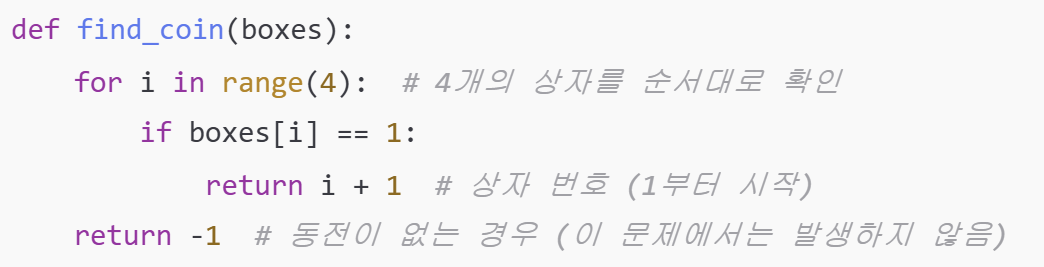 def find_coin(boxes):
    for i in range(4):  # 4개의 상자를 순서대로 확인
        if boxes[i] == 1:
            return i + 1  # 상자 번호 (1부터 시작)
    return -1  # 동전이 없는 경우 (이 문제에서는 발생하지 않음)